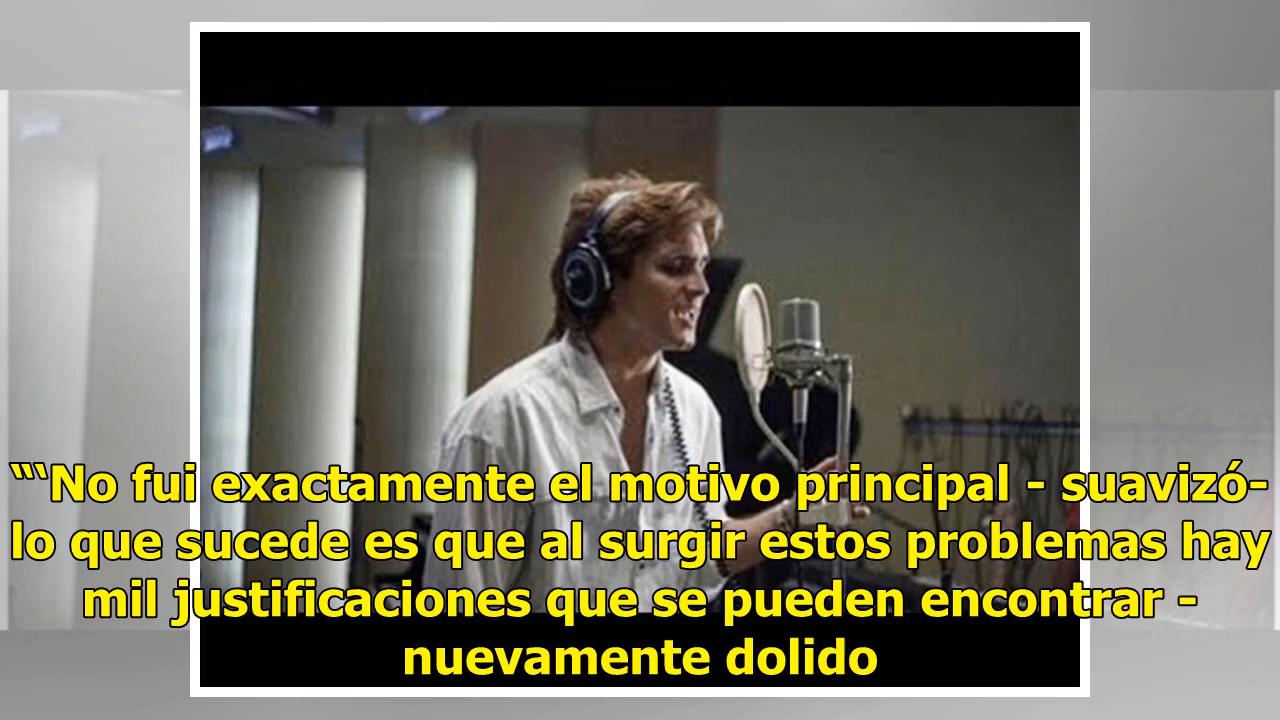 “‘No fui exactamente el motivo principal - suavizó-
lo que sucede es que al surgir estos problemas hay
mil justificaciones que se pueden encontrar -
nuevamente dolido